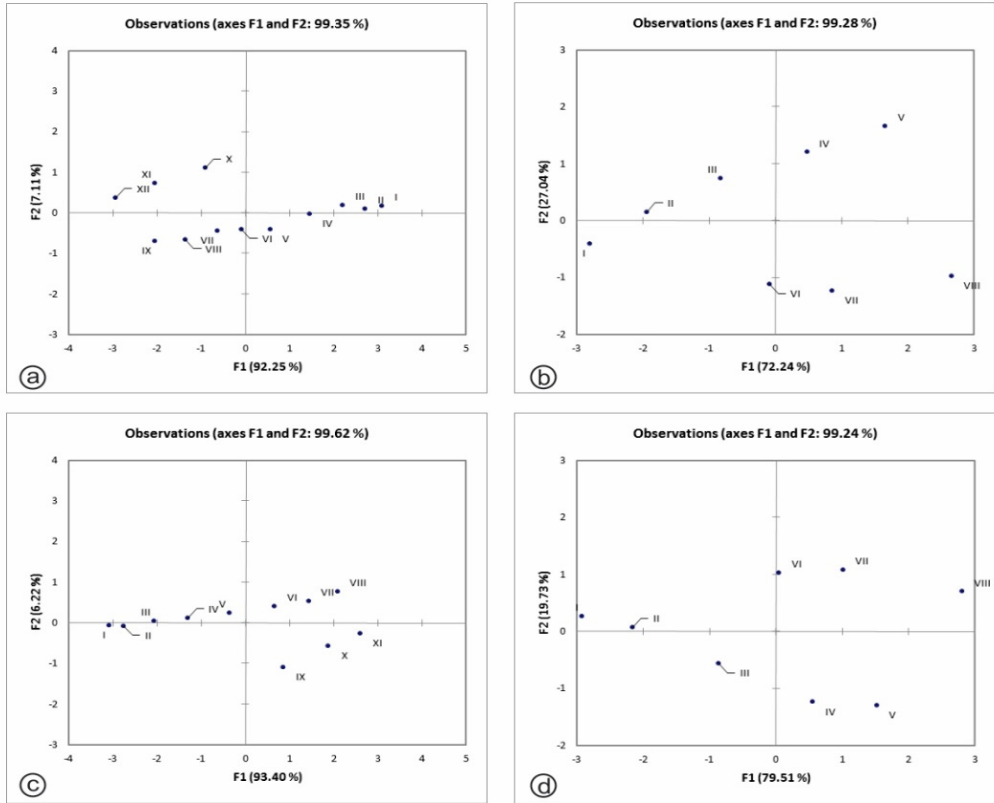 Observations (axes F1 and F2: 99.35 %)
4
3
2
1
0
-1
-2
-3
F2 (7.11 %)
X
XI
XII
I
II
III
IV
V
VI
VII
VIII
IX
-4 -3 -2 -1 0 1 2 3 4 5
F1 (92.25 %)
a
Observations (axes F1 and F2: 99.28 %)
3
2
1
0
-1
-2
F2 (27.04 %)
V
IV
III
II
I
VI
VII
VIII
-3 -2 -1 0 1 2 3
F1 (72.24 %)
b
Observations (axes F1 and F2: 99.62 %)
4
3
2
1
0
-1
-2
-3
F2 (6.22 %)
I
II
III
IV
V
VI
VII
VIII
IX
X
XI
-4 -3 -2 -1 0 1 2 3 4 5
F1 (93.40 %)
c
Observations (axes F1 and F2: 99.24 %)
3
2
1
0
-1
-2
F2 (19.73 %)
VI
VII
VIII
I
II
III
IV
V
-3 -2 -1 0 1 2 3
F1 (79.51 %)
d